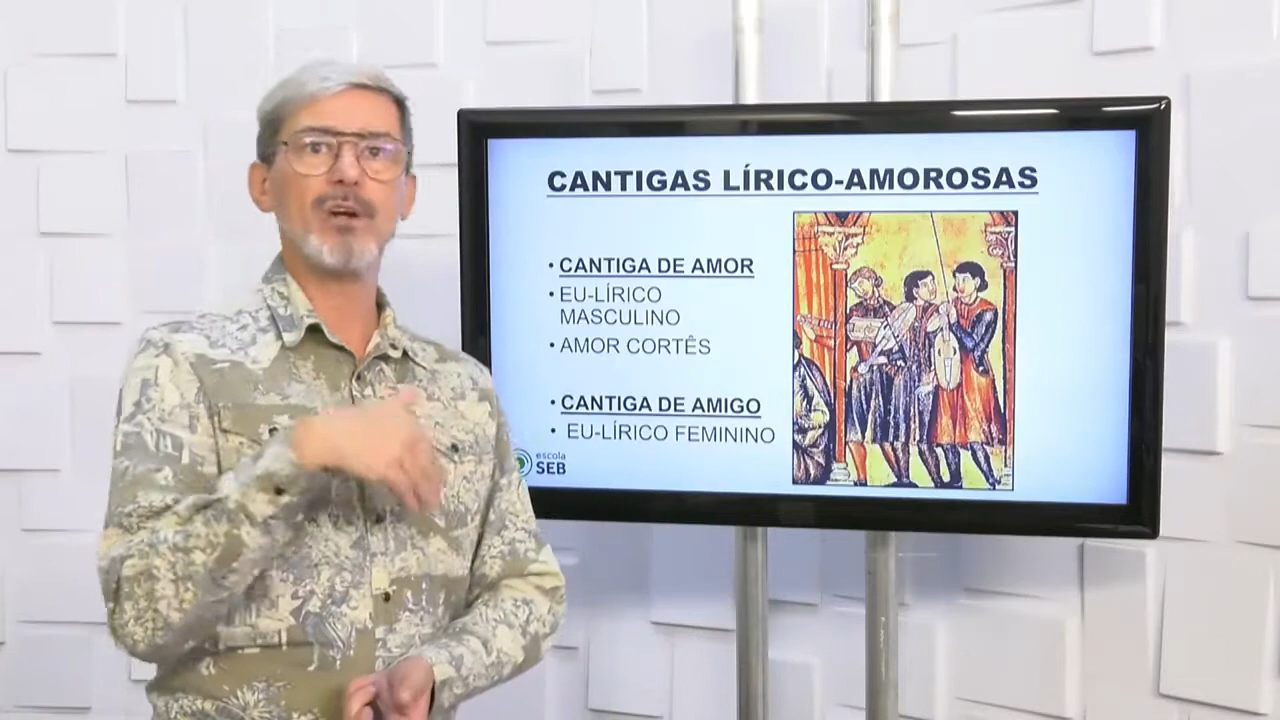 CANTIGAS LÍRICO-AMOROSAS
• CANTIGA DE AMOR
• EU-LÍRICO
MASCULINO
• AMOR CORTÊS
• CANTIGA DE AMIGO
• EU-LÍRICO FEMININO
escola
SEB